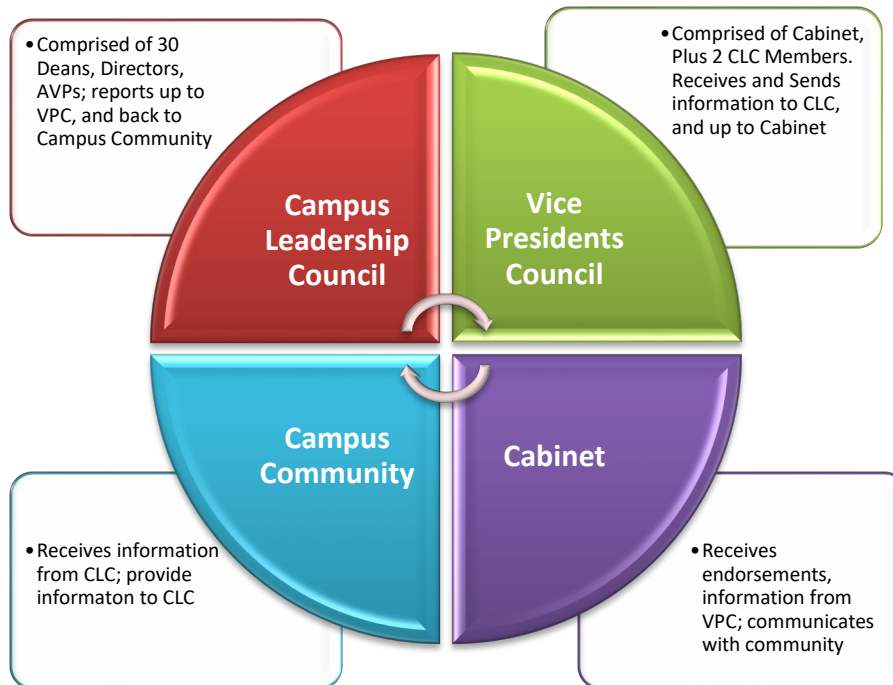 •Comprised of 30
Deans, Directors,
AVPs; reports up to
VPC, and back to
Campus Community
•Comprised of Cabinet,
Plus 2 CLC Members.
Receives and Sends
information to CLC,
and up to Cabinet
Campus
Leadership
Council
Vice
Presidents
Council
Campus
Community
Cabinet
•Receives information
from CLC; provide
informaton to CLC
•Receives
endorsements,
information from
VPC; communicates
with community